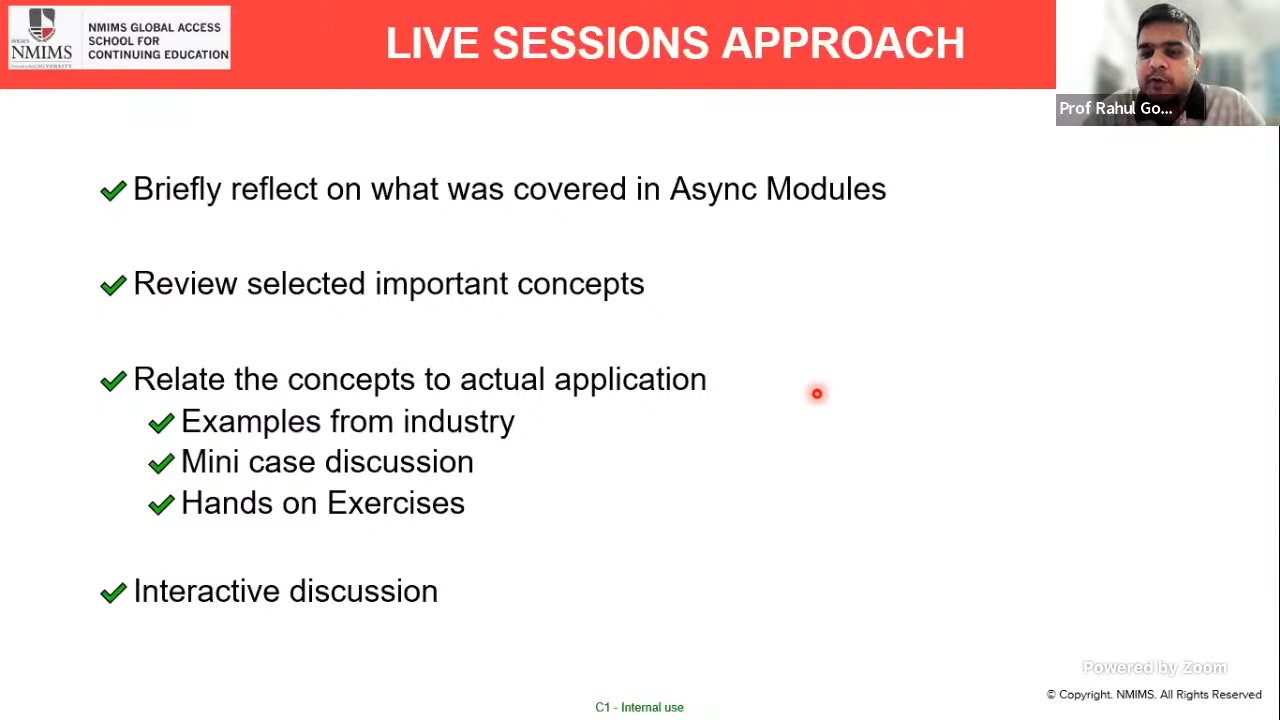 NMIMS
NMIMS GLOBAL ACCESS
SCHOOL FOR
CONTINUING EDUCATION
LIVE SESSIONS APPROACH
Prof Rahul Go...
Briefly reflect on what was covered in Async Modules
Review selected important concepts
Relate the concepts to actual application
Examples from industry
Mini case discussion
Hands on Exercises
Interactive discussion
Powered by Zoom
© Copyright. NMIMS. All Rights Reserved
C1 - Internal use